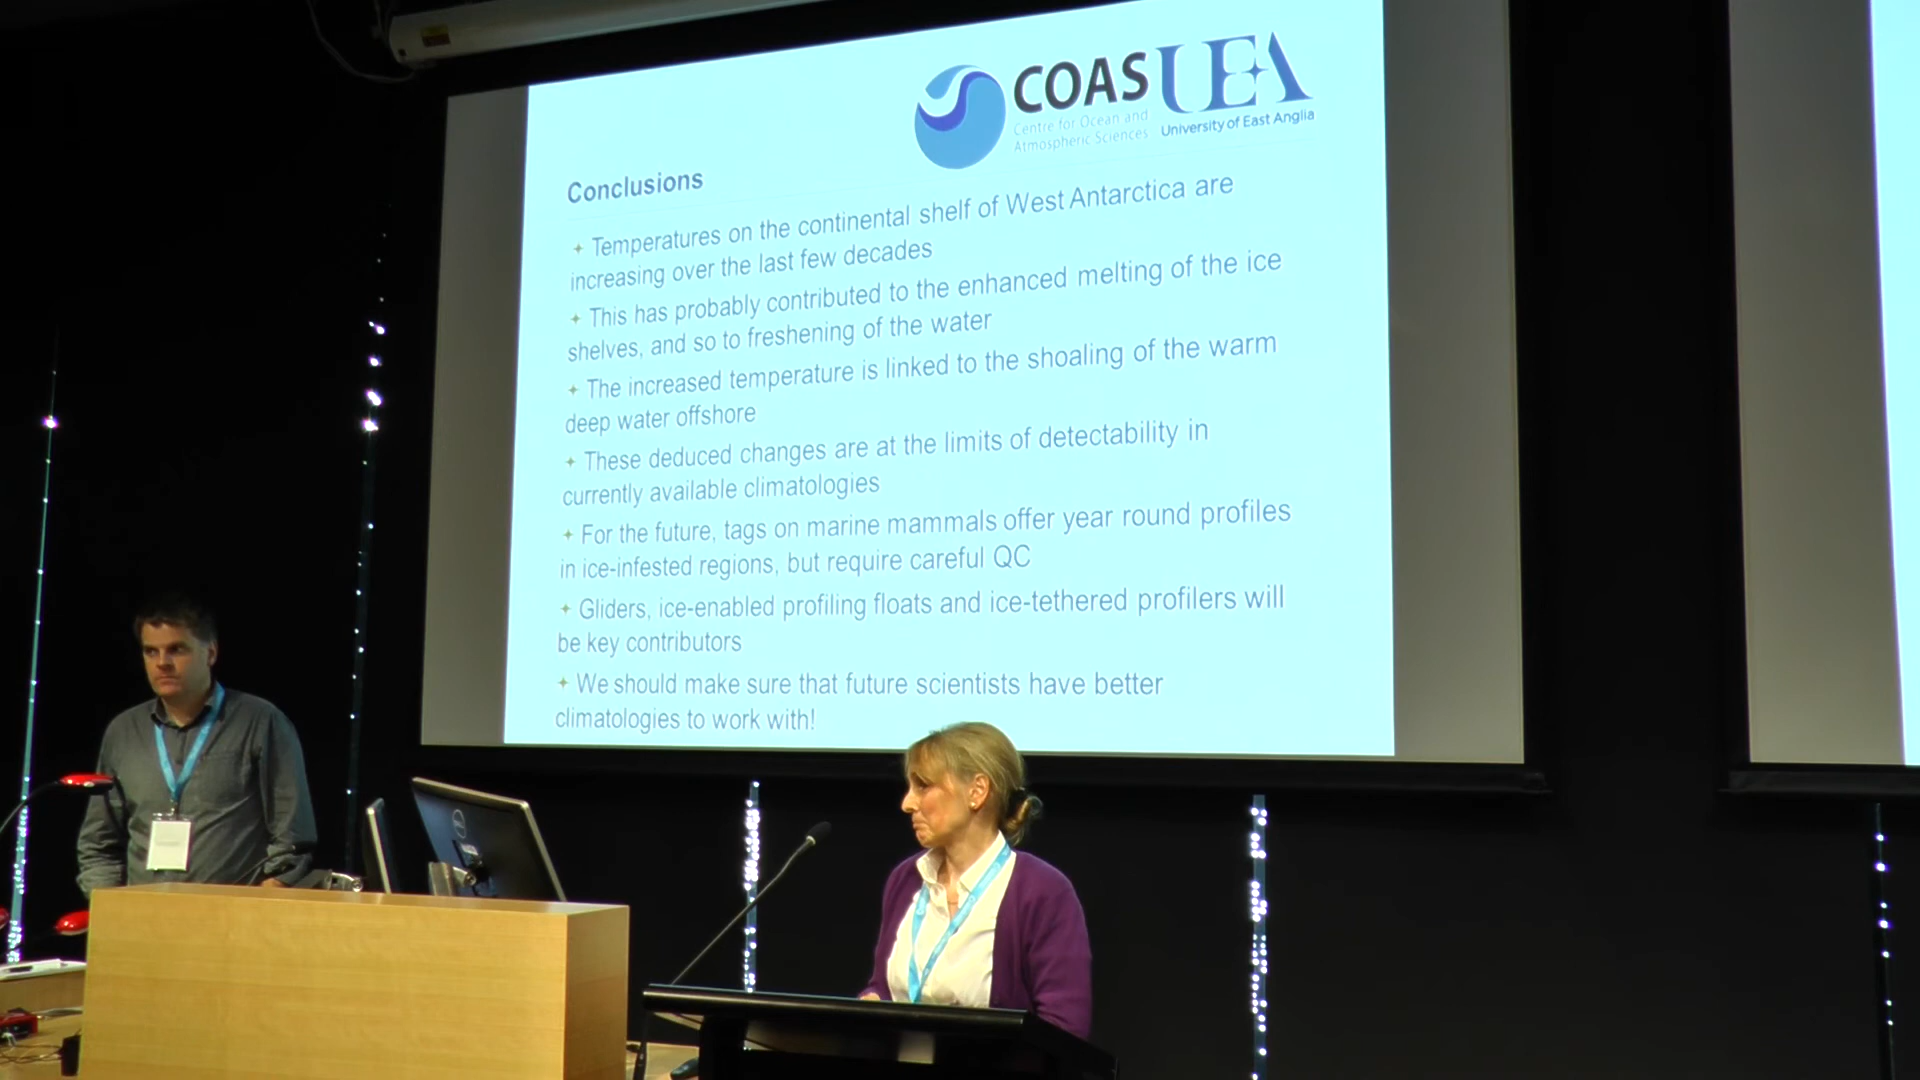 COAS
Centre for Ocean and
Atmospheric Sciences
UEA
University of East Anglia
Conclusions
Temperatures on the continental shelf of West Antarctica are
increasing over the last few decades
This has probably contributed to the enhanced melting of the ice
shelves, and so to freshening of the water
The increased temperature is linked to the shoaling of the warm
deep water offshore
These deduced changes are at the limits of detectability in
currently available climatologies
For the future, tags on marine mammals offer year round profiles
in ice-infested regions, but require careful QC
Gliders, ice-enabled profiling floats and ice-tethered profilers will
be key contributors
We should make sure that future scientists have better
climatologies to work with!